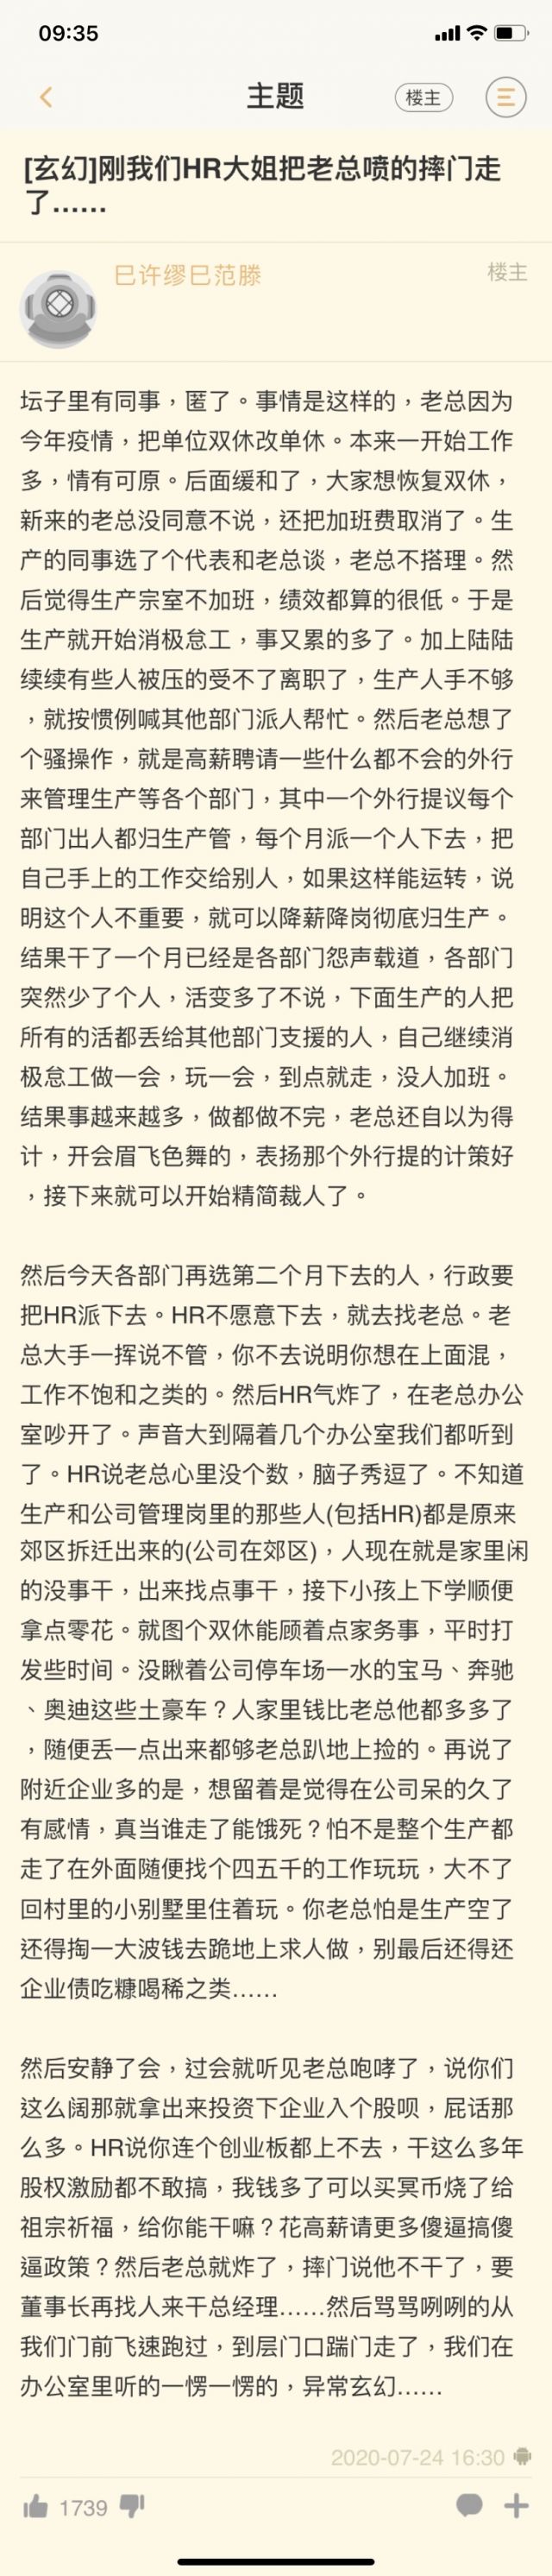 09:35
主题
楼主
[玄幻]刚我们HR大姐把老总喷的摔门走
了……
巳许缪巳范滕
楼主
坛子里有同事，匿了。事情是这样的，老总因为
今年疫情，把单位双休改单休。本来一开始工作
多，情有可原。后面缓和了，大家想恢复双休，
新来的老总没同意不说，还把加班费取消了。生
产的同事选了个代表和老总谈，老总不搭理。然
后觉得生产宗室不加班，绩效都算的很低。于是
生产就开始消极怠工，事又累的多了。加上陆陆
续续有些人被压的受不了离职了，生产人手不够
，就按惯例喊其他部门派人帮忙。然后老总想了
个骚操作，就是高薪聘请一些什么都不会的外行
来管理生产等各个部门，其中一个外行提议每个
部门出人都归生产管，每个月派一个人下去，把
自己手上的工作交给别人，如果这样能运转，说
明这个人不重要，就可以降薪降岗彻底归生产。
结果干了一个月已经是各部门怨声载道，各部门
突然少了个人，活变多了不说，下面生产的人把
所有的活都丢给其他部门支援的人，自己继续消
极怠工做一会，玩一会，到点就走，没人加班。
结果事越来越多，做都做不完，老总还自以为得
计，开会眉飞色舞的，表扬那个外行提的计策好
，接下来就可以开始精简裁人了。
然后今天各部门再选第二个月下去的人，行政要
把HR派下去。HR不愿意下去，就去找老总。老
总大手一挥说不管，你不去说明你想在上面混，
工作不饱和之类的。然后HR气炸了，在老总办公
室吵开了。声音大到隔着几个办公室我们都听到
了。HR说老总心里没个数，脑子秀逗了。不知道
生产和公司管理岗里的那些人(包括HR)都是原来
郊区拆迁出来的(公司在郊区)，人现在就是家里闲
的没事干，出来找点事干，接下小孩上下学顺便
拿点零花。就图个双休能顾着点家务事，平时打
发些时间。没瞅着公司停车场一水的宝马、奔驰
、奥迪这些土豪车？人家里钱比老总他都多多了
，随便丢一点出来都够老总趴地上捡的。再说了
附近企业多的是，想留着是觉得在公司呆的久了
有感情，真当谁走了能饿死？怕不是整个生产都
走了在外面随便找个四五千的工作玩玩，大不了
回村里的小别墅里住着玩。你老总怕是生产空了
还得掏一大波钱去跪地上求人做，别最后还得还
企业债吃糠喝稀之类……
然后安静了会，过会就听见老总咆哮了，说你们
这么阔那就拿出来投资下企业入个股呗，屁话那
么多。HR说你连个创业板都上不去，干这么多年
股权激励都不敢搞，我钱多了可以买冥币烧了给
祖宗祈福，给你能干嘛？花高薪请更多傻逼搞傻
逼政策？然后老总就炸了，摔门说他不干了，要
董事长再找人来干总经理……然后骂骂咧咧的从
我们门前飞速跑过，到层门口踹门走了，我们在
办公室里听的一愣一愣的，异常玄幻……
2020-07-24 16:30
1739